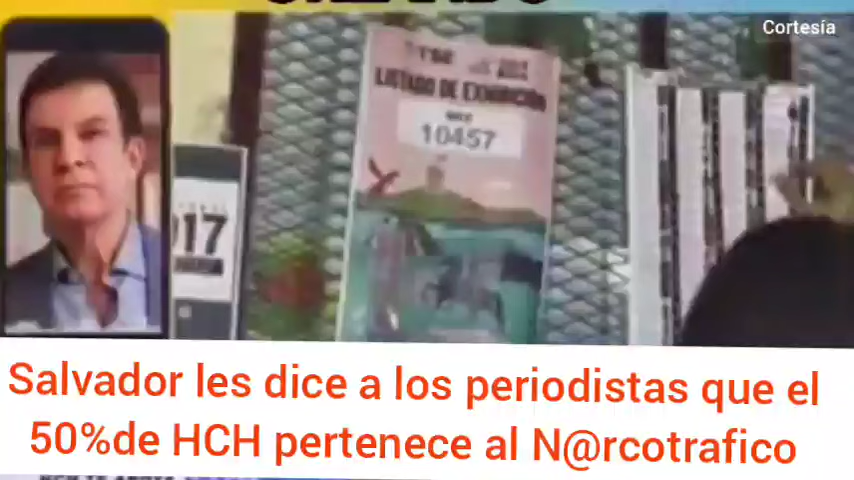 Cortesía
TSE
LISTADO DE EXHIBICIÓN
10457
017
Salvador les dice a los periodistas que el
50%de HCH pertenece al N@rcotrafico